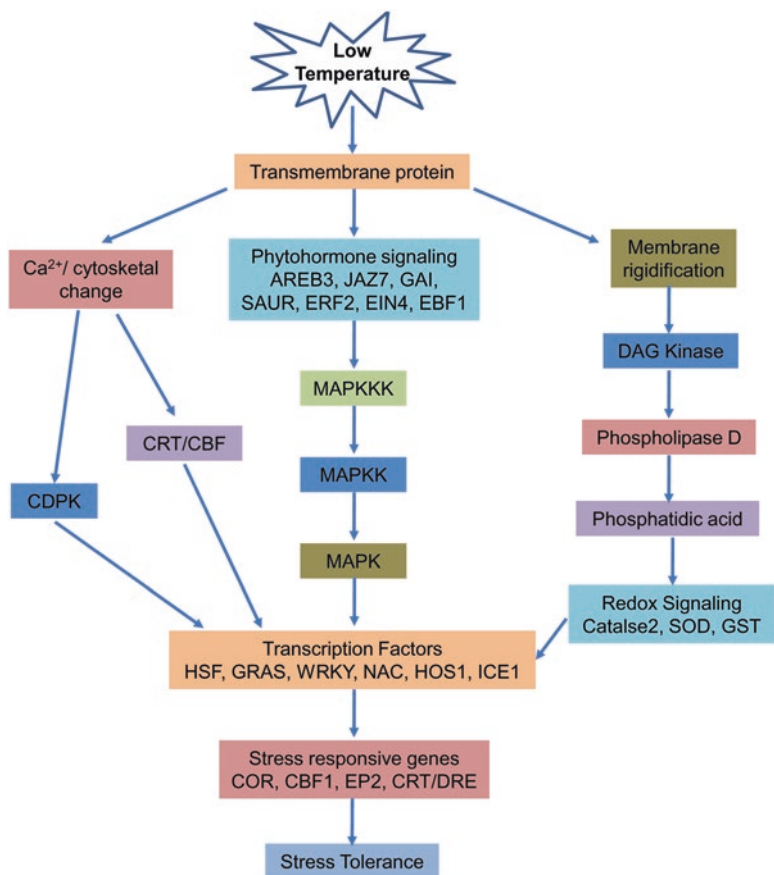 Low
Temperature
Transmembrane protein
Ca²⁺/ cytosketal
change
Phytohormone signaling
AREB3, JAZ7, GAI,
SAUR, ERF2, EIN4, EBF1
Membrane
rigidification
DAG Kinase
MAPKKK
CRT/CBF
Phospholipase D
MAPKK
CDPK
Phosphatidic acid
MAPK
Redox Signaling
Catalse2, SOD, GST
Transcription Factors
HSF, GRAS, WRKY, NAC, HOS1, ICE1
Stress responsive genes
COR, CBF1, EP2, CRT/DRE
Stress Tolerance